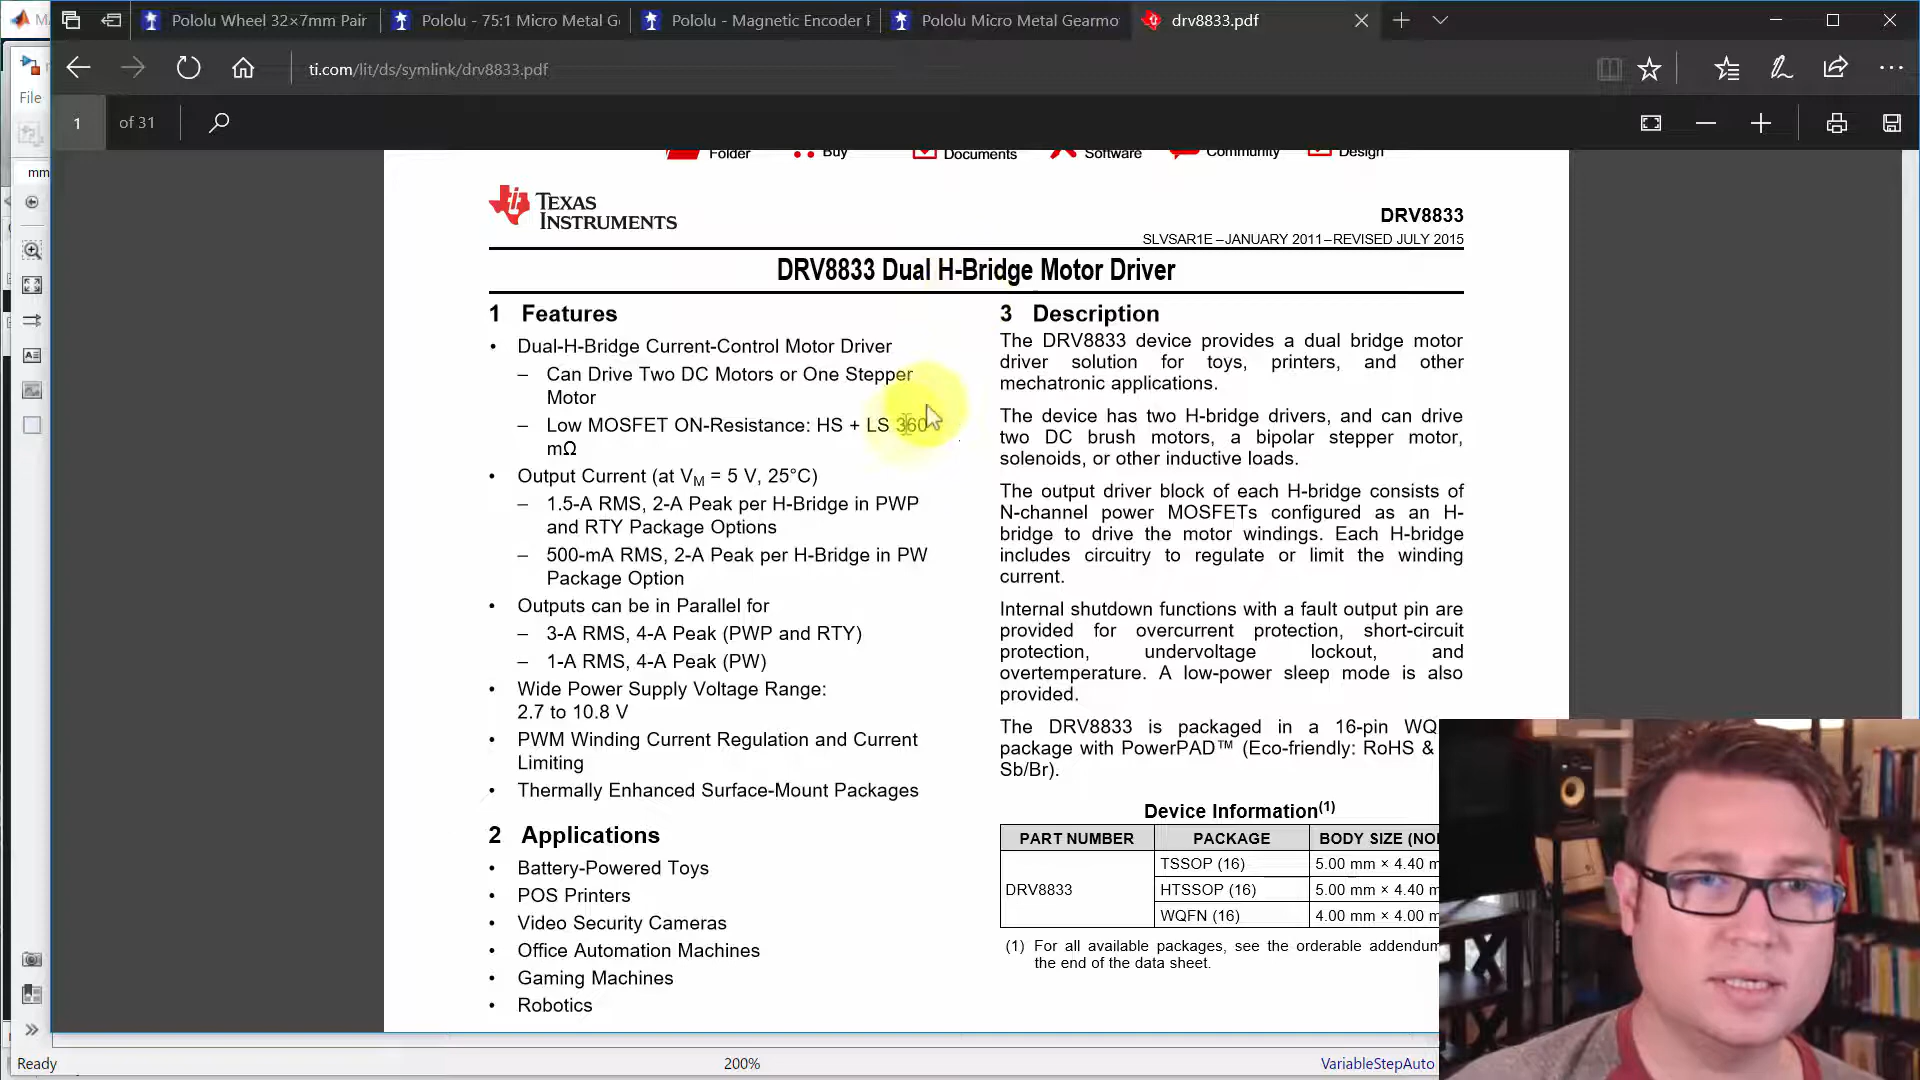 Pololu Wheel 32×7mm Pair
Pololu - 75:1 Micro Metal G
Pololu - Magnetic Encoder
Pololu Micro Metal Gearmo
drv8833.pdf
ti.com/lit/ds/symlink/drv8833.pdf
File
1 of 31
mm
Folder
Buy
Documents
Software
Community
Design
TEXAS
INSTRUMENTS
DRV8833
SLVSAR1E –JANUARY 2011–REVISED JULY 2015
DRV8833 Dual H-Bridge Motor Driver
1 Features
• Dual-H-Bridge Current-Control Motor Driver
– Can Drive Two DC Motors or One Stepper
Motor
– Low MOSFET ON-Resistance: HS + LS 360
mΩ
• Output Current (at VM = 5 V, 25°C)
– 1.5-A RMS, 2-A Peak per H-Bridge in PWP
and RTY Package Options
– 500-mA RMS, 2-A Peak per H-Bridge in PW
Package Option
• Outputs can be in Parallel for
– 3-A RMS, 4-A Peak (PWP and RTY)
– 1-A RMS, 4-A Peak (PW)
• Wide Power Supply Voltage Range:
2.7 to 10.8 V
• PWM Winding Current Regulation and Current
Limiting
• Thermally Enhanced Surface-Mount Packages
2 Applications
• Battery-Powered Toys
• POS Printers
• Video Security Cameras
• Office Automation Machines
• Gaming Machines
• Robotics
3 Description
The DRV8833 device provides a dual bridge motor
driver solution for toys, printers, and other
mechatronic applications.
The device has two H-bridge drivers, and can drive
two DC brush motors, a bipolar stepper motor,
solenoids, or other inductive loads.
The output driver block of each H-bridge consists of
N-channel power MOSFETs configured as an H-
bridge to drive the motor windings. Each H-bridge
includes circuitry to regulate or limit the winding
current.
Internal shutdown functions with a fault output pin are
provided for overcurrent protection, short-circuit
protection, undervoltage lockout, and
overtemperature. A low-power sleep mode is also
provided.
The DRV8833 is packaged in a 16-pin WQ
package with PowerPAD™ (Eco-friendly: RoHS &
Sb/Br).
Device Information(1)
PART NUMBER PACKAGE BODY SIZE (NO
DRV8833
TSSOP (16) 5.00 mm × 4.40 m
HTSSOP (16) 5.00 mm × 4.40 m
WQFN (16) 4.00 mm × 4.00 m
(1) For all available packages, see the orderable addendum
the end of the data sheet.
Ready
200%
VariableStepAuto